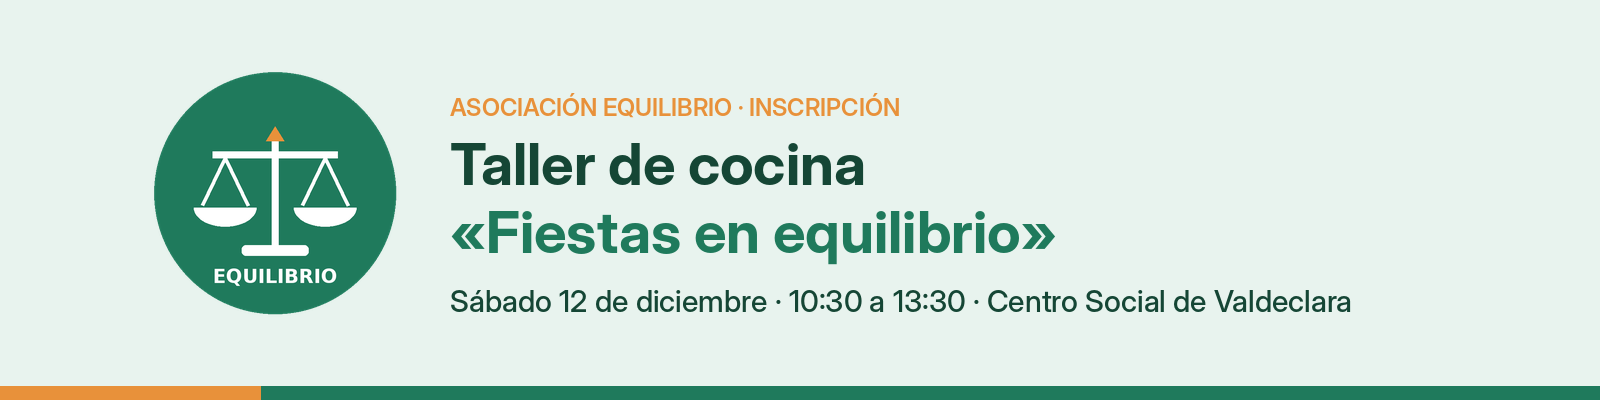 EQUILIBRIO
ASOCIACIÓN EQUILIBRIO · INSCRIPCIÓN
Taller de cocina
«Fiestas en equilibrio»
Sábado 12 de diciembre · 10:30 a 13:30 · Centro Social de Valdeclara